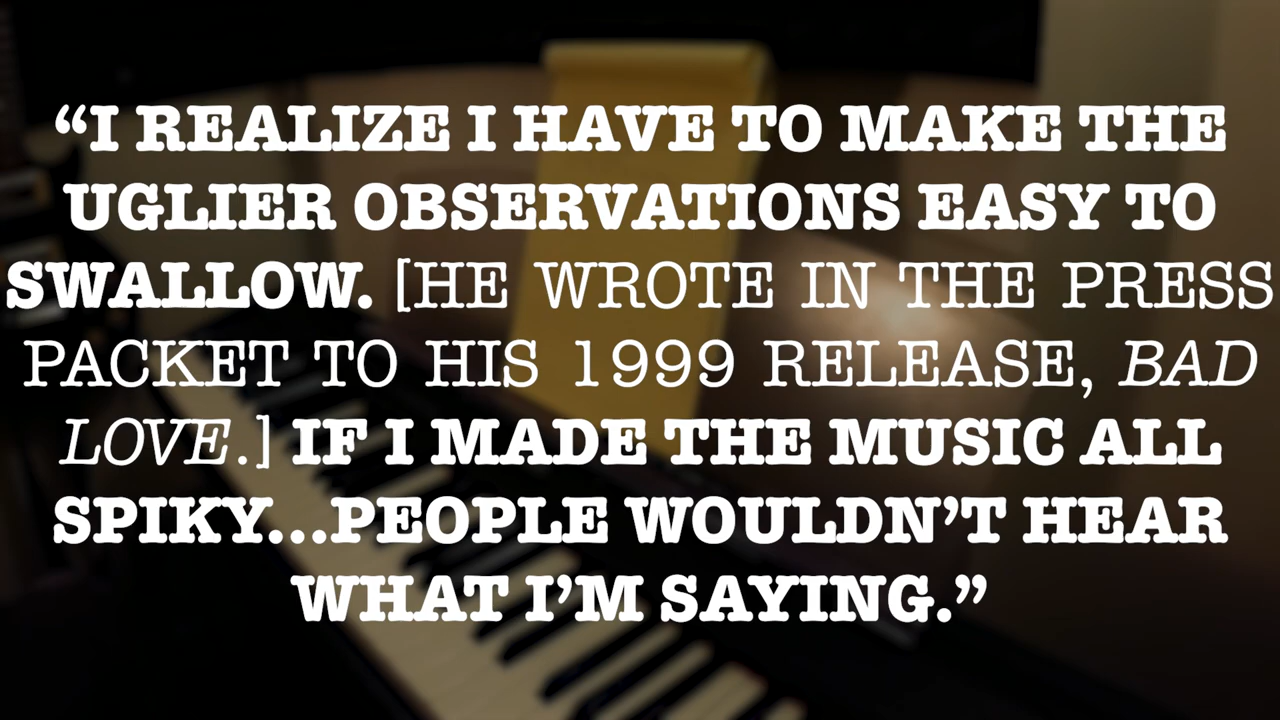 “I REALIZE I HAVE TO MAKE THE
UGLIER OBSERVATIONS EASY TO
SWALLOW. [HE WROTE IN THE PRESS
PACKET TO HIS 1999 RELEASE, BAD
LOVE.] IF I MADE THE MUSIC ALL
SPIKY...PEOPLE WOULDN’T HEAR
WHAT I’M SAYING.”